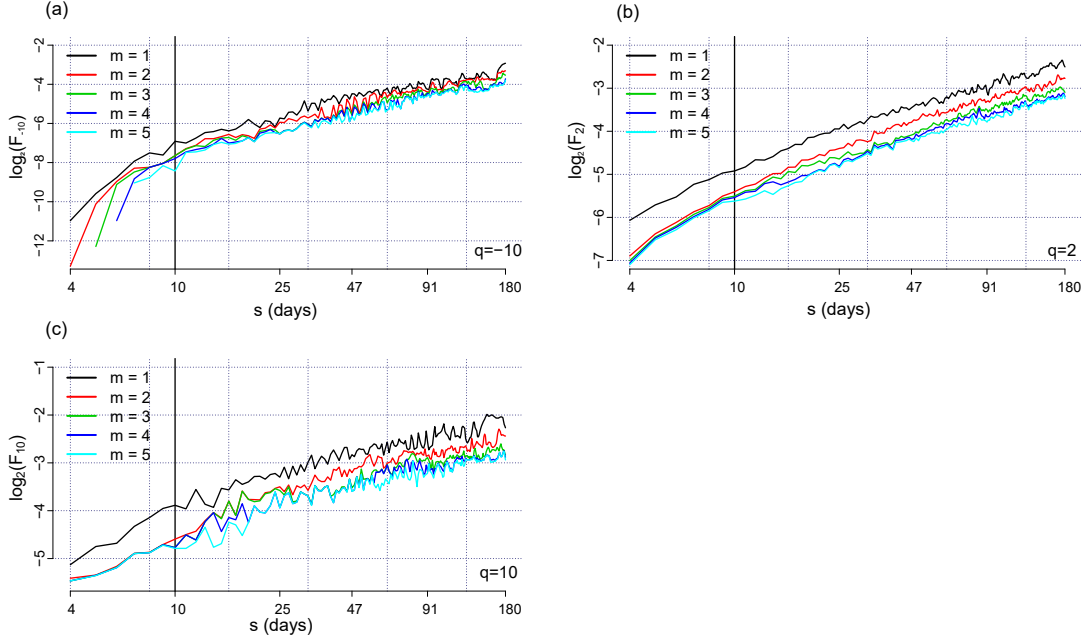 (a)
−2
−4
−6
−8
−10
−12
log₂(F₋₁₀)
m = 1
m = 2
m = 3
m = 4
m = 5
q=−10
4 10 25 47 91 180
s (days)
(b)
−2
−3
−4
−5
−6
−7
log₂(F₂)
m = 1
m = 2
m = 3
m = 4
m = 5
q=2
4 10 25 47 91 180
s (days)
(c)
−1
−2
−3
−4
−5
log₂(F₁₀)
m = 1
m = 2
m = 3
m = 4
m = 5
q=10
4 10 25 47 91 180
s (days)